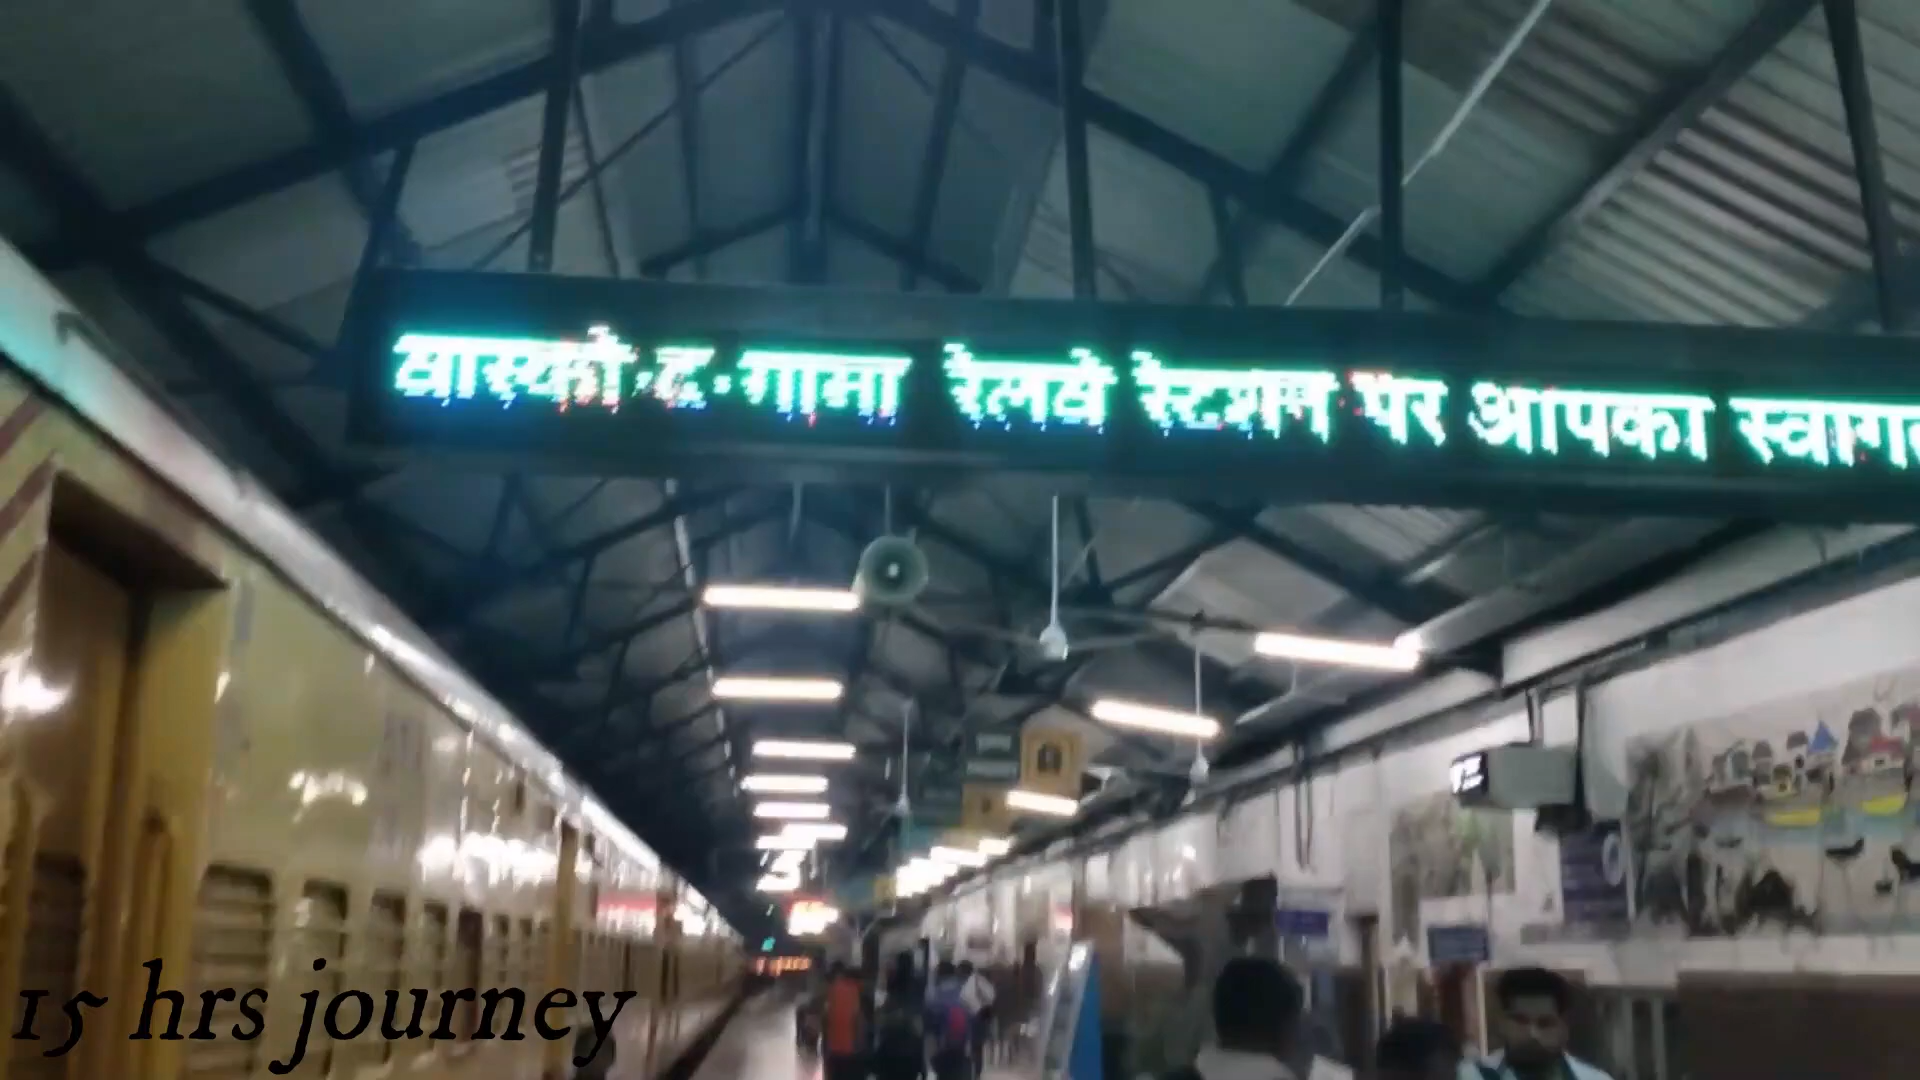 वास्को-द-गामा रेलवे स्टेशन पर आपका स्वागत
15 hrs journey